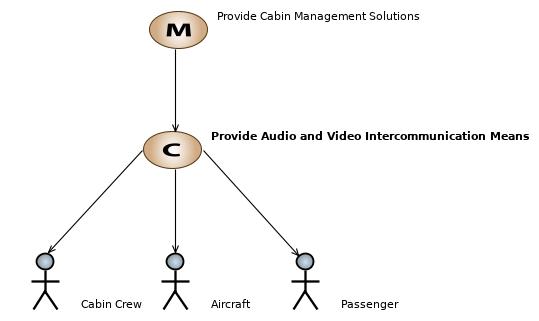 M
Provide Cabin Management Solutions
C
Provide Audio and Video Intercommunication Means
Cabin Crew
Aircraft
Passenger